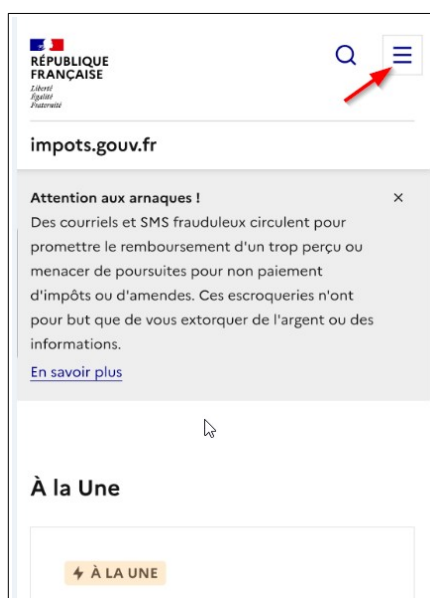 RÉPUBLIQUE
FRANÇAISE
Liberté
Égalité
Fraternité
impots.gouv.fr
Attention aux arnaques !
Des courriels et SMS frauduleux circulent pour
promettre le remboursement d'un trop perçu ou
menacer de poursuites pour non paiement
d'impôts ou d'amendes. Ces escroqueries n'ont
pour but que de vous extorquer de l'argent ou des
informations.
En savoir plus
À la Une
À LA UNE